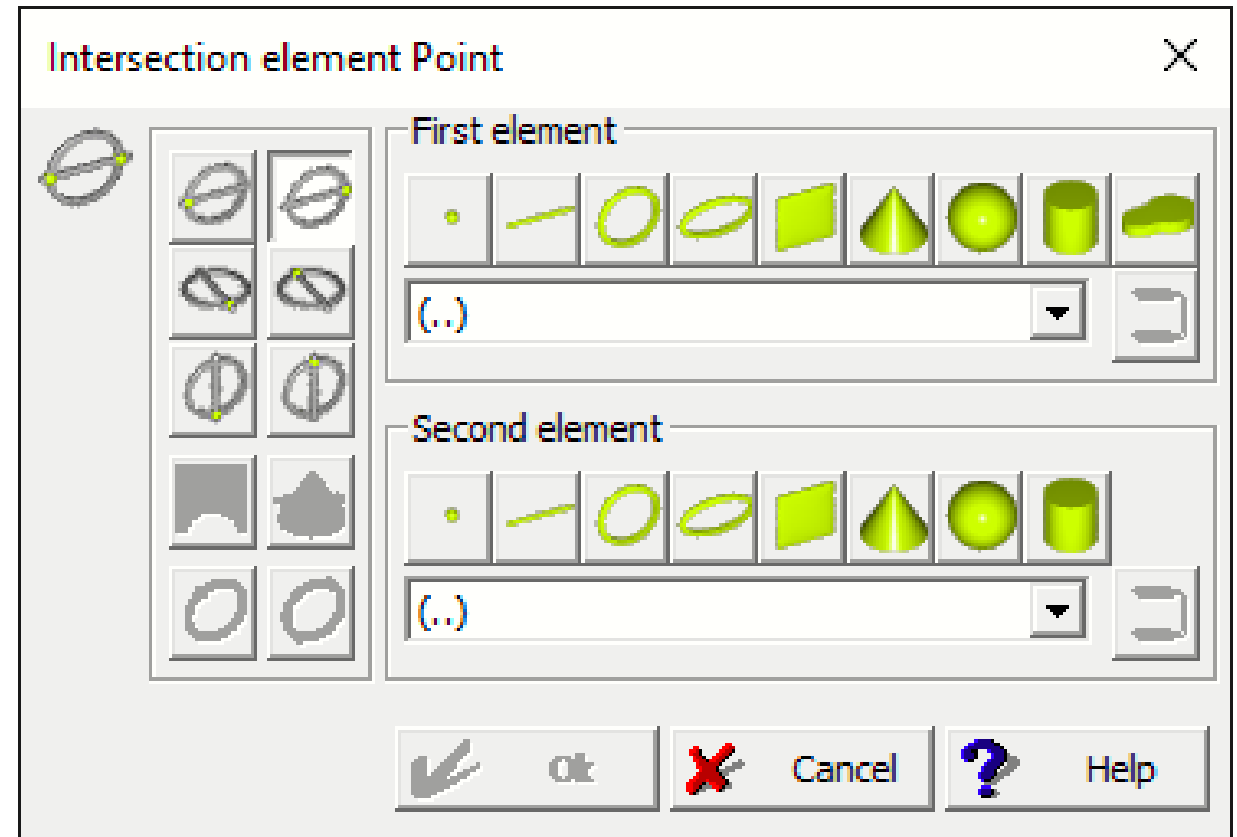 Intersection element Point
First element
(..)
Second element
(..)
Ok Cancel Help